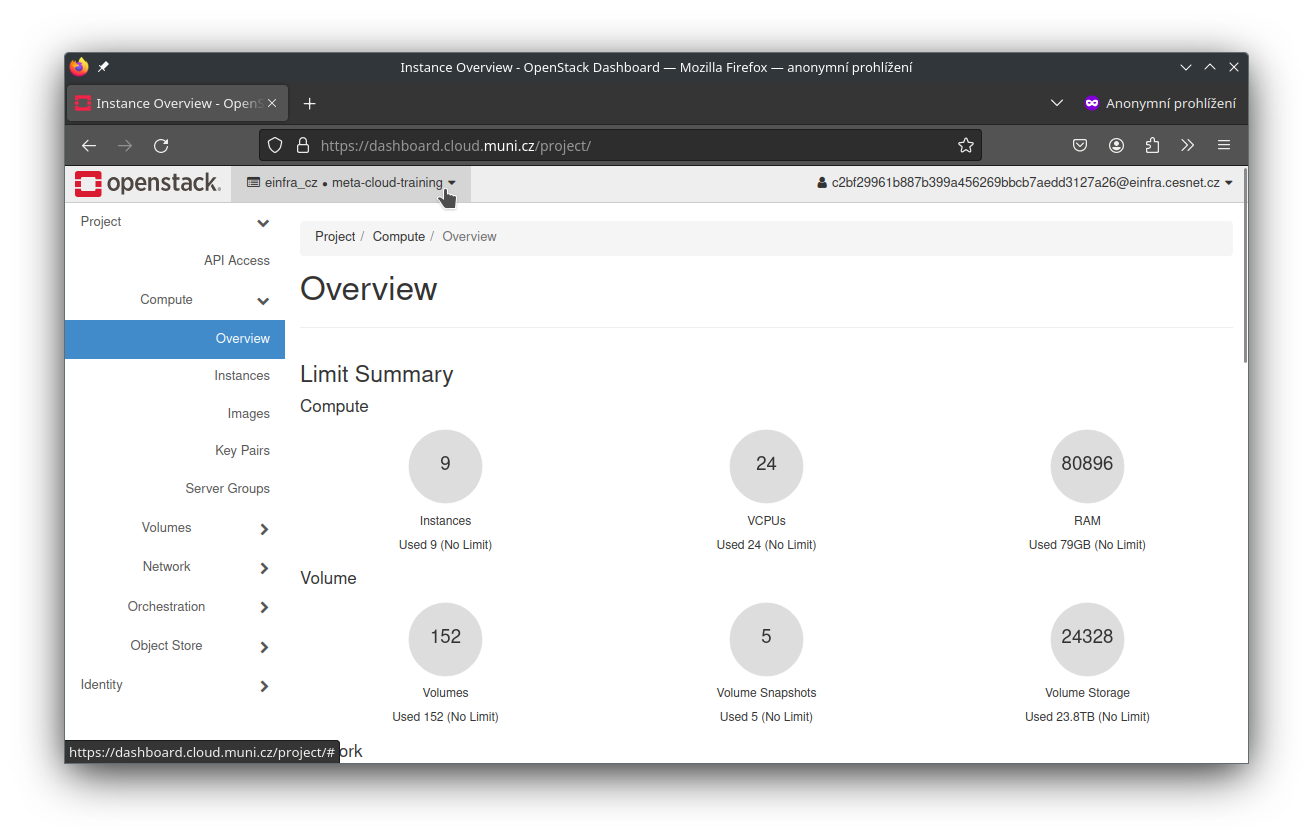 Instance Overview - OpenStack Dashboard — Mozilla Firefox — anonymní prohlížení
Instance Overview - OpenS
Anonymní prohlížení
https://dashboard.cloud.muni.cz/project/
openstack.
einfra_cz • meta-cloud-training
c2bf29961b887b399a456269bbcb7aedd3127a26@einfra.cesnet.cz
Project
API Access
Compute
Overview
Instances
Images
Key Pairs
Server Groups
Volumes
Network
Orchestration
Object Store
Identity
Project / Compute / Overview
Overview
Limit Summary
Compute
9 24 80896
Instances VCPUs RAM
Used 9 (No Limit) Used 24 (No Limit) Used 79GB (No Limit)
Volume
152 5 24328
Volumes Volume Snapshots Volume Storage
Used 152 (No Limit) Used 5 (No Limit) Used 23.8TB (No Limit)
ork
https://dashboard.cloud.muni.cz/project/#